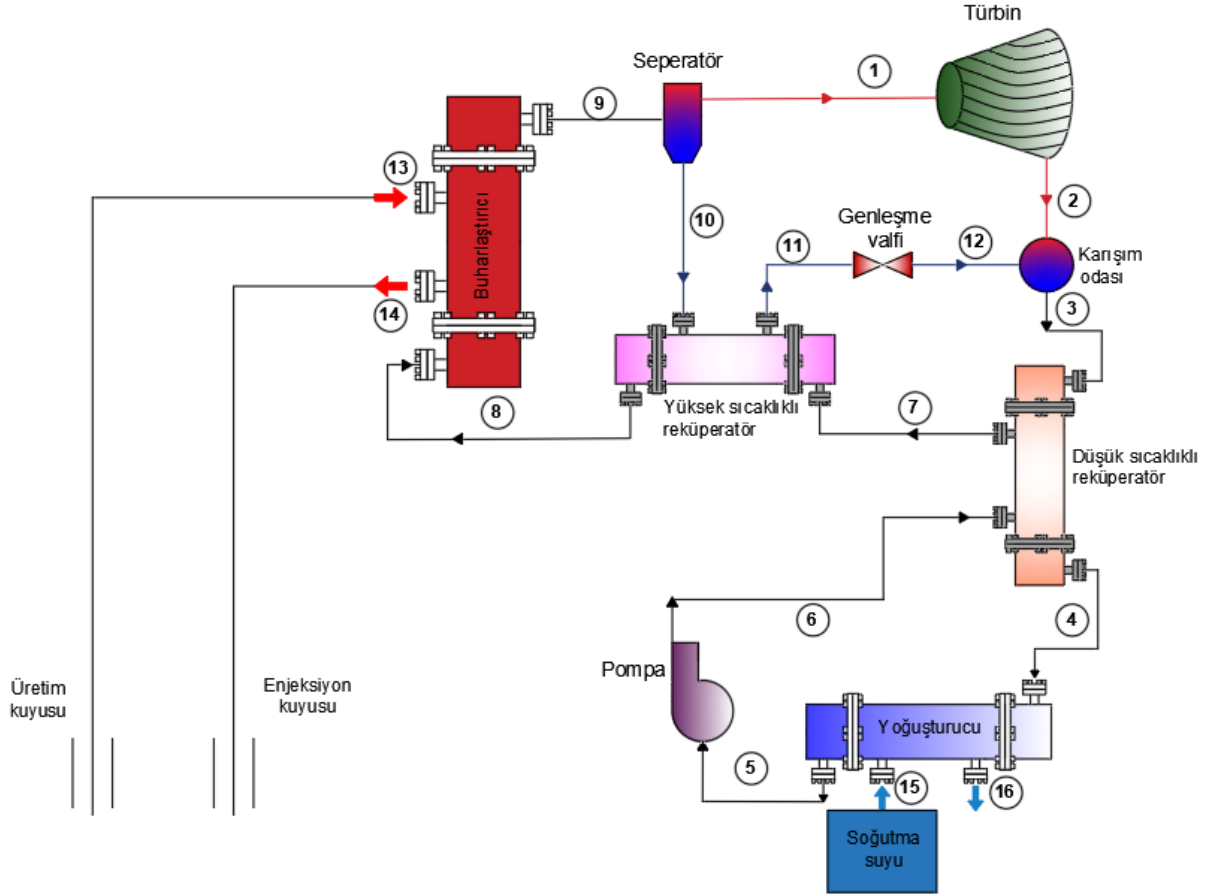 Türbin
Seperatör
1
9
13
Buharlaştırıcı
10
2
Genleşme
valfi
11
12
Karışım
odası
14
3
8
Yüksek sıcaklıklı
reküperatör
7
Düşük sıcaklıklı
reküperatör
6
4
Pompa
Üretim
kuyusu
Enjeksiyon
kuyusu
Yoğuşturucu
5
15
16
Soğutma
suyu